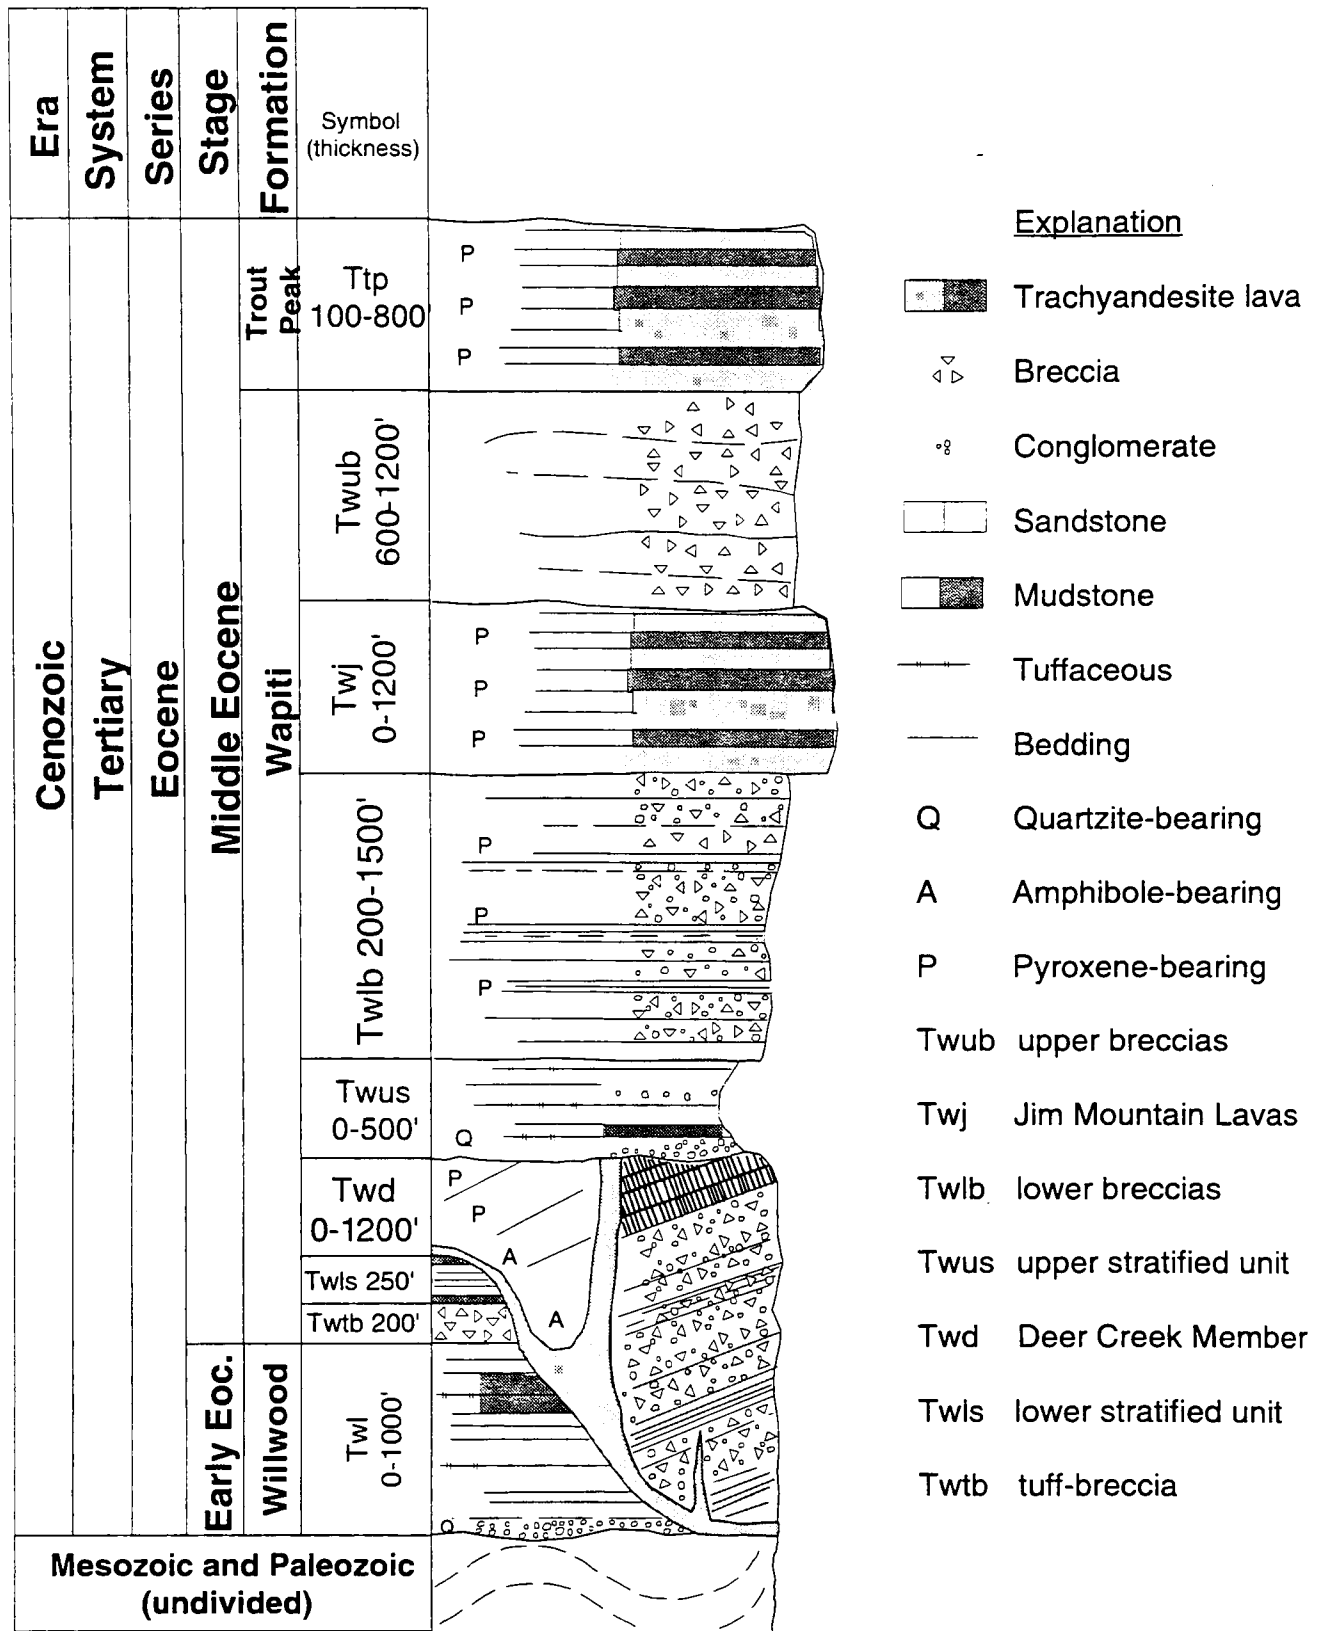 Era
System
Series
Stage
Formation
Symbol
(thickness)
Cenozoic
Tertiary
Eocene
Middle Eocene
Early Eoc.
Trout
Peak
Wapiti
Willwood
Ttp
100-800'
Twub
600-1200'
Twj
0-1200'
Twlb 200-1500'
Twus
0-500'
Twd
0-1200'
Twls 250'
Twtb 200'
Twl
0-1000'
Mesozoic and Paleozoic
(undivided)
P
P
P
P
P
P
P
P
P
Q
P
P
A
A
Q
Explanation
Trachyandesite lava
Breccia
Conglomerate
Sandstone
Mudstone
Tuffaceous
Bedding
Q Quartzite-bearing
A Amphibole-bearing
P Pyroxene-bearing
Twub upper breccias
Twj Jim Mountain Lavas
Twlb lower breccias
Twus upper stratified unit
Twd Deer Creek Member
Twls lower stratified unit
Twtb tuff-breccia